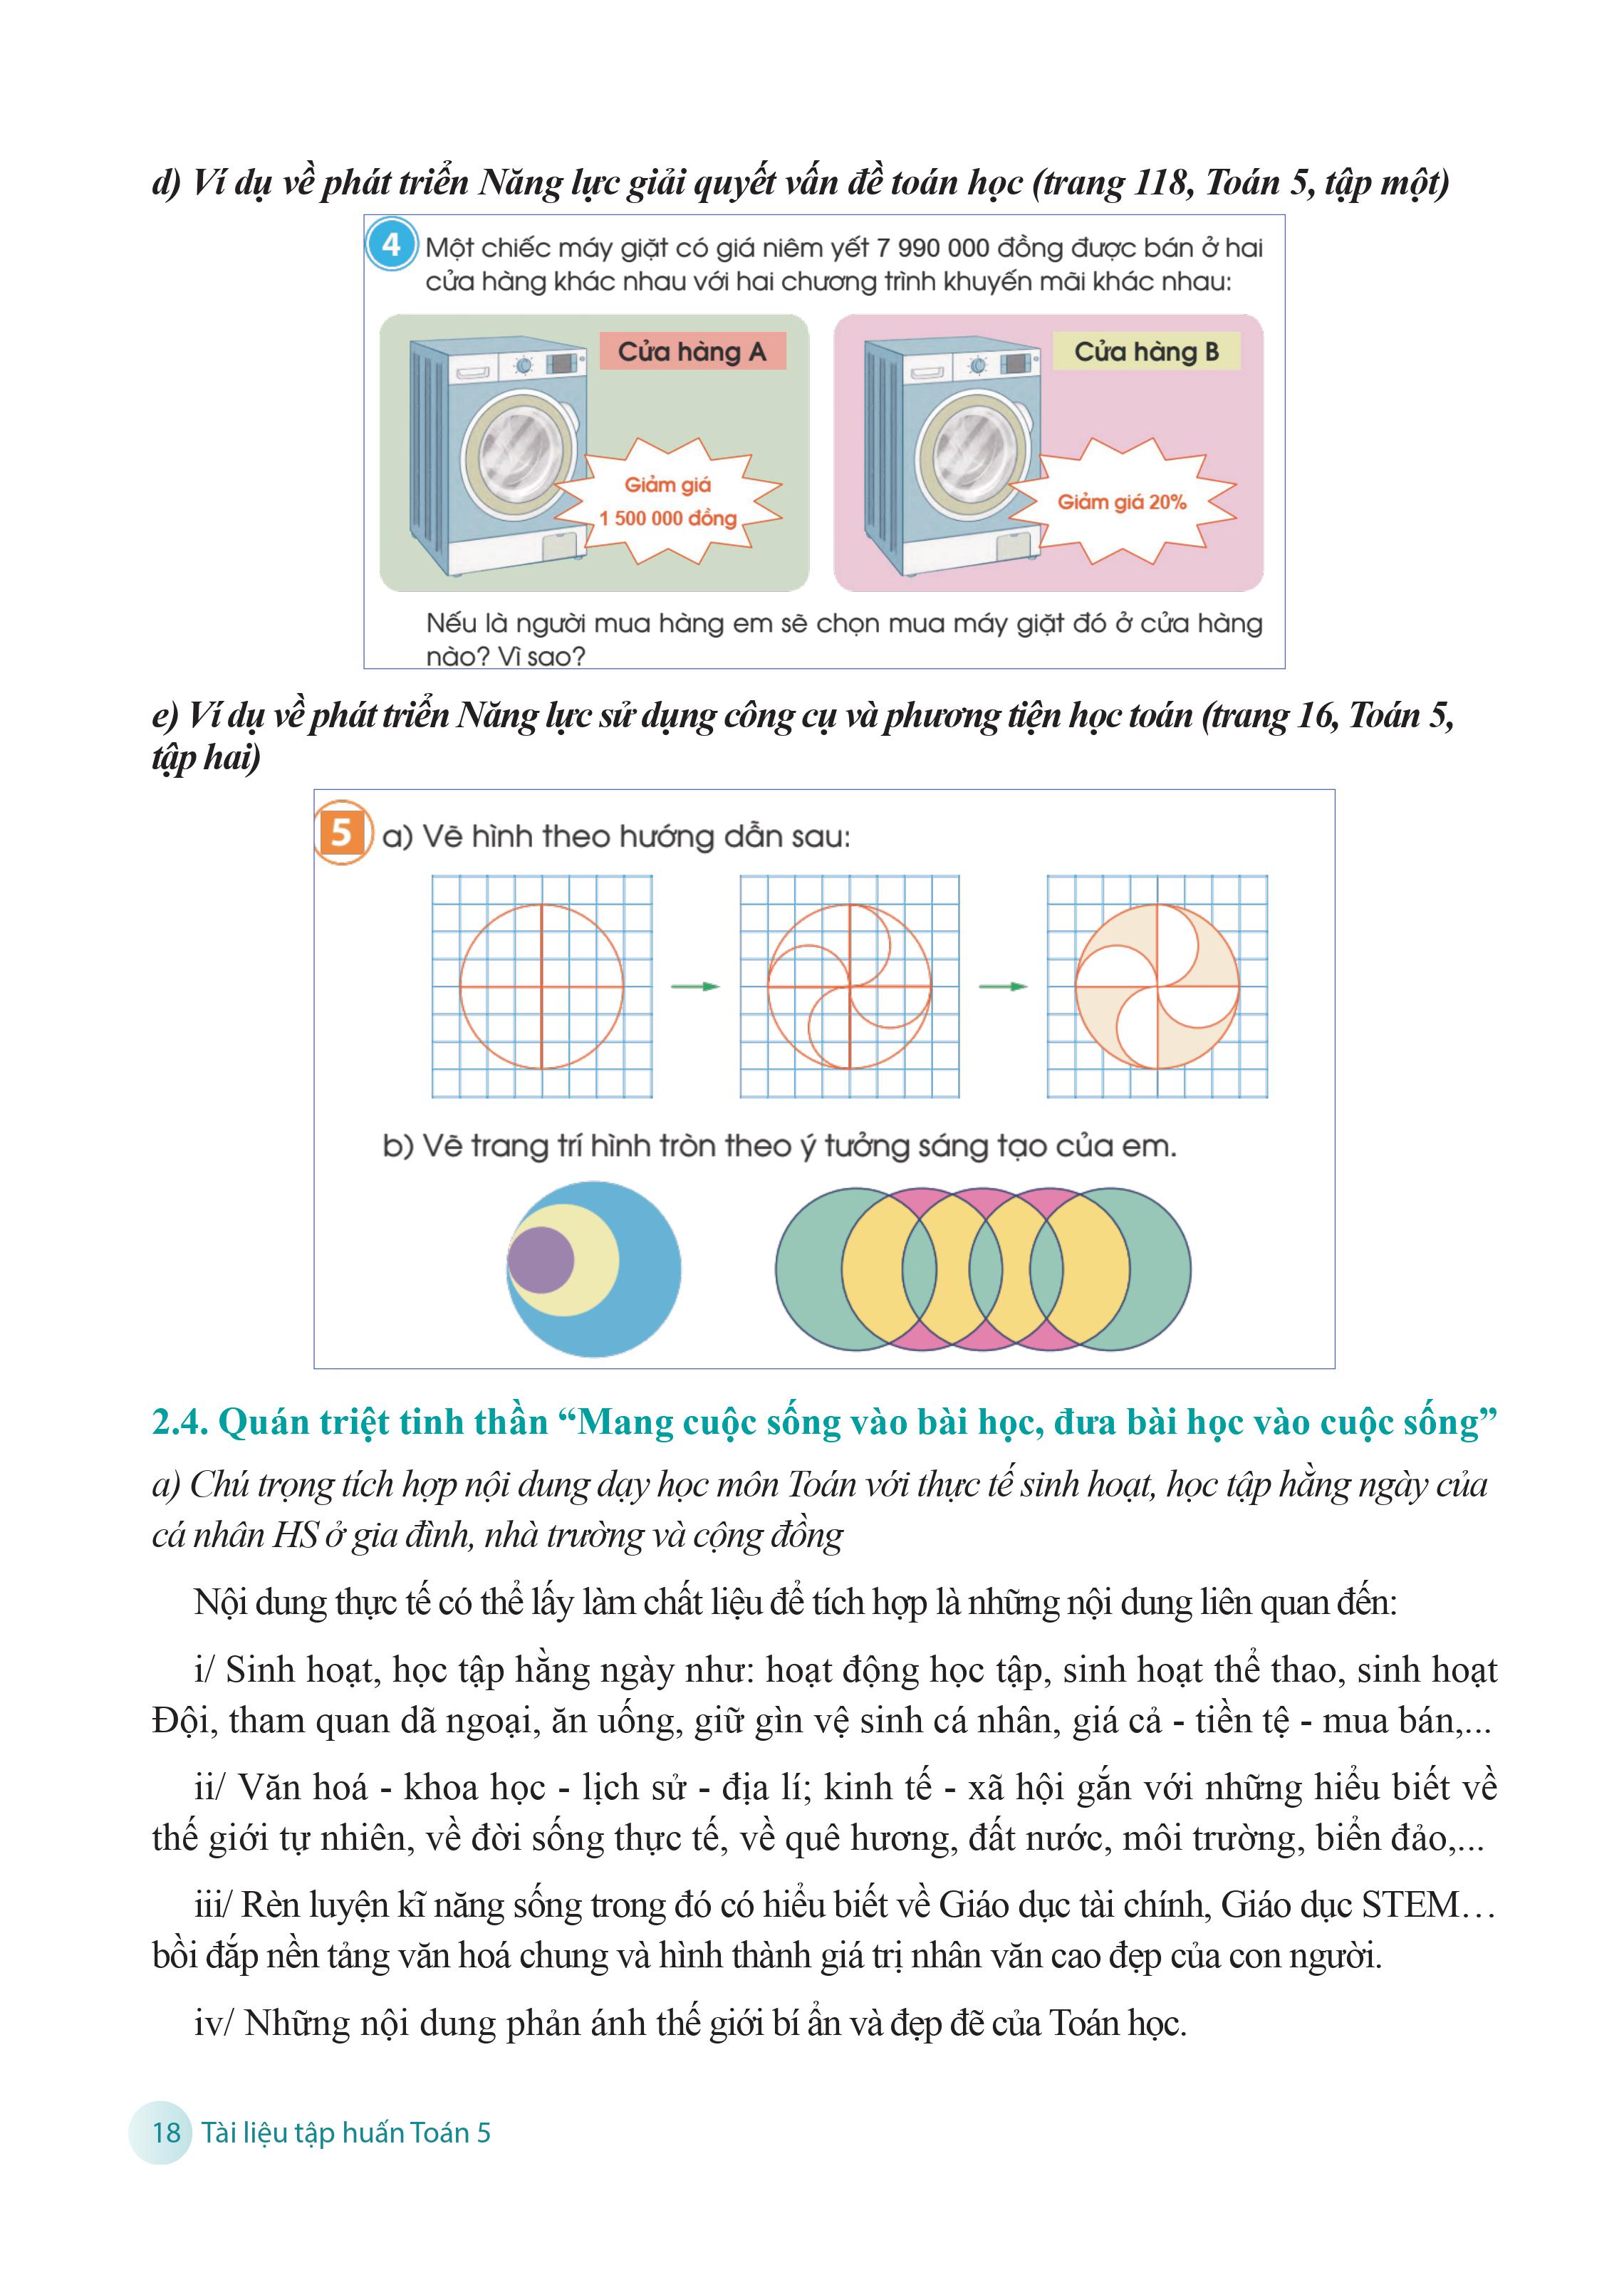 d) Ví dụ về phát triển Năng lực giải quyết vấn đề toán học (trang 118, Toán 5, tập một)
4
Một chiếc máy giặt có giá niêm yết 7 990 000 đồng được bán ở hai
cửa hàng khác nhau với hai chương trình khuyến mãi khác nhau:
Cửa hàng A
Giảm giá
1 500 000 đồng
Cửa hàng B
Giảm giá 20%
Nếu là người mua hàng em sẽ chọn mua máy giặt đó ở cửa hàng
nào? Vì sao?
e) Ví dụ về phát triển Năng lực sử dụng công cụ và phương tiện học toán (trang 16, Toán 5,
tập hai)
5 a) Vẽ hình theo hướng dẫn sau:
b) Vẽ trang trí hình tròn theo ý tưởng sáng tạo của em.
2.4. Quán triệt tinh thần “Mang cuộc sống vào bài học, đưa bài học vào cuộc sống”
a) Chú trọng tích hợp nội dung dạy học môn Toán với thực tế sinh hoạt, học tập hằng ngày của
cá nhân HS ở gia đình, nhà trường và cộng đồng
Nội dung thực tế có thể lấy làm chất liệu để tích hợp là những nội dung liên quan đến:
i/ Sinh hoạt, học tập hằng ngày như: hoạt động học tập, sinh hoạt thể thao, sinh hoạt
Đội, tham quan dã ngoại, ăn uống, giữ gìn vệ sinh cá nhân, giá cả - tiền tệ - mua bán,...
ii/ Văn hoá - khoa học - lịch sử - địa lí; kinh tế - xã hội gắn với những hiểu biết về
thế giới tự nhiên, về đời sống thực tế, về quê hương, đất nước, môi trường, biển đảo,...
iii/ Rèn luyện kĩ năng sống trong đó có hiểu biết về Giáo dục tài chính, Giáo dục STEM…
bồi đắp nền tảng văn hoá chung và hình thành giá trị nhân văn cao đẹp của con người.
iv/ Những nội dung phản ánh thế giới bí ẩn và đẹp đẽ của Toán học.
18 Tài liệu tập huấn Toán 5